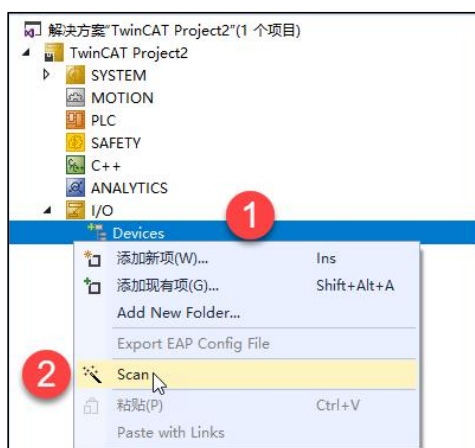 解决方案"TwinCAT Project2"(1 个项目)
TwinCAT Project2
SYSTEM
MOTION
PLC
SAFETY
C++
ANALYTICS
I/O
1
Devices
添加新项(W)... Ins
添加现有项(G)... Shift+Alt+A
Add New Folder...
Export EAP Config File
2 Scan
粘贴(P) Ctrl+V
Paste with Links